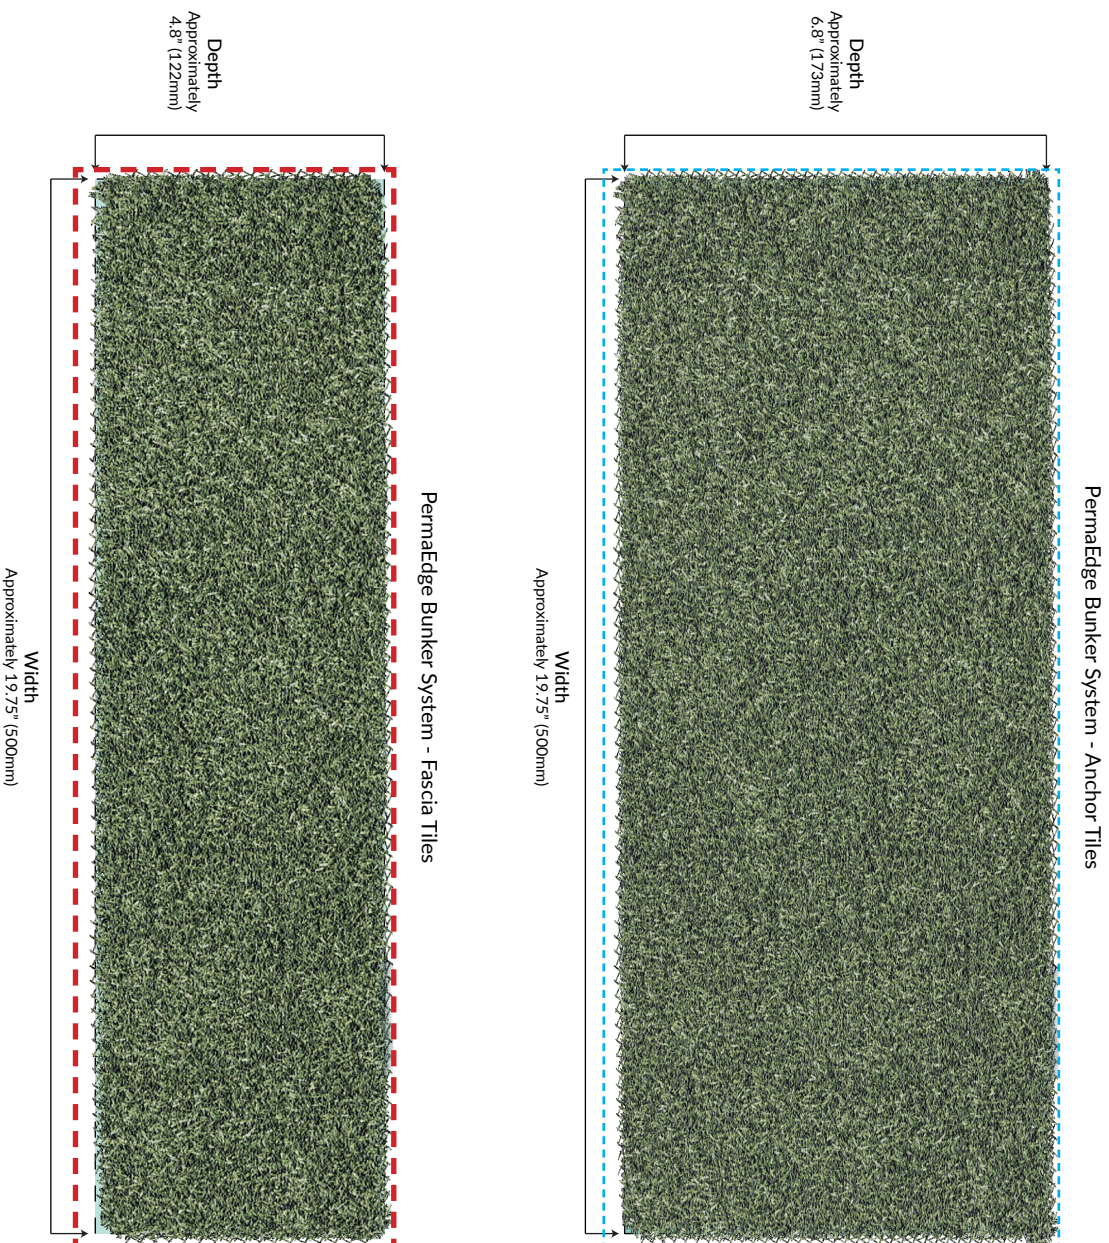 PermaEdge Bunker System - Anchor Tiles
Depth
Approximately
6.8" (173mm)
Width
Approximately 19.75" (500mm)
PermaEdge Bunker System - Fascia Tiles
Depth
Approximately
4.8" (122mm)
Width
Approximately 19.75" (500mm)